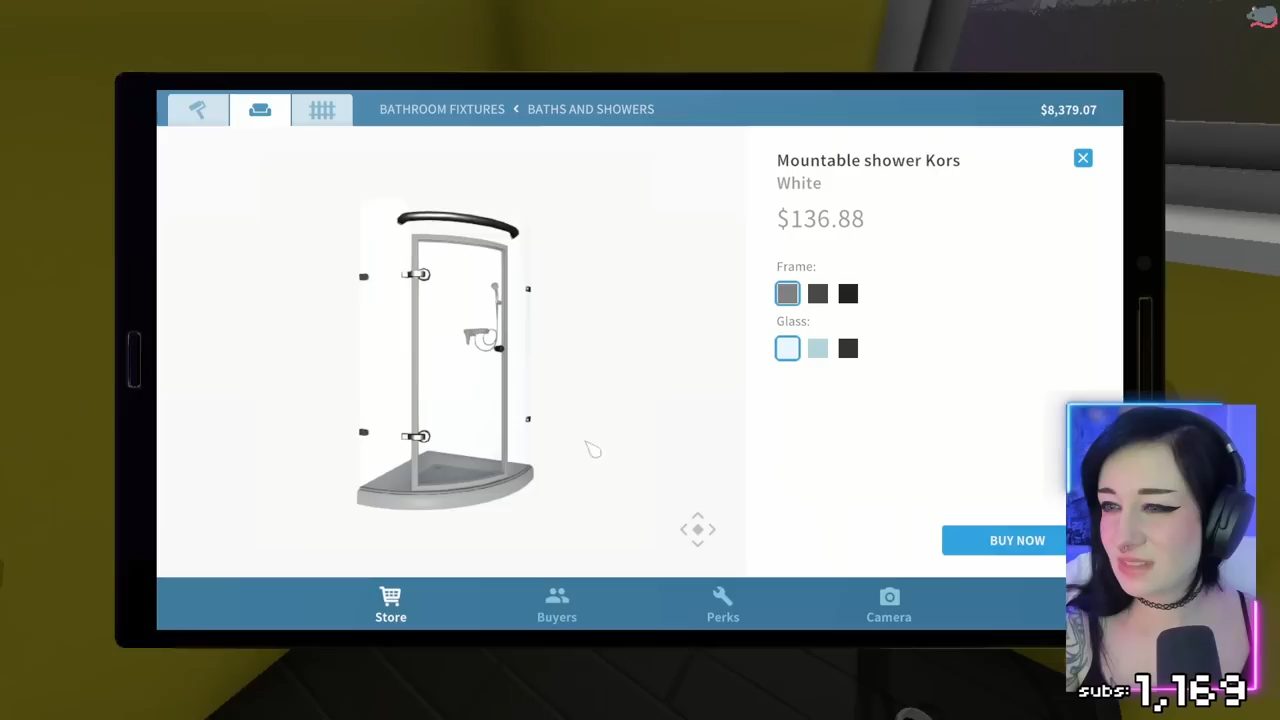 BATHROOM FIXTURES < BATHS AND SHOWERS
$8,379.07
Mountable shower Kors
White
$136.88
Frame:
Glass:
BUY NOW
Store
Buyers
Perks
Camera
subs: 1,169